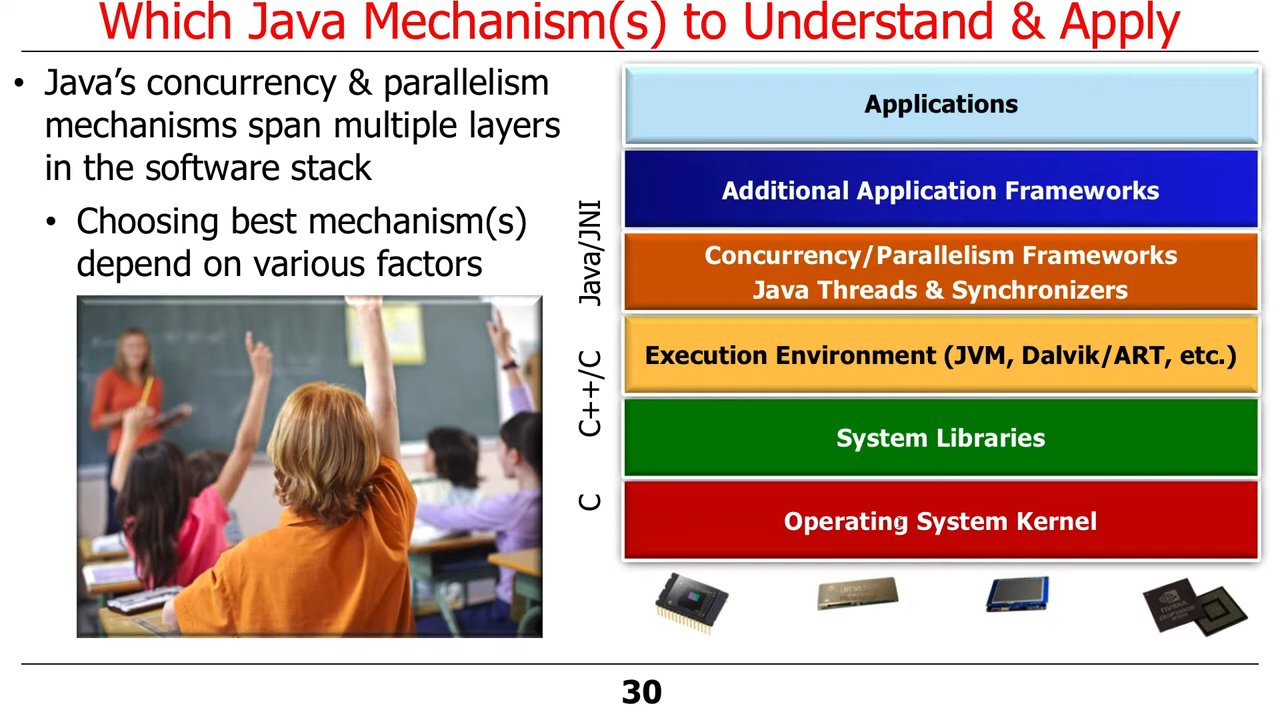 Which Java Mechanism(s) to Understand & Apply
• Java’s concurrency & parallelism
mechanisms span multiple layers
in the software stack
• Choosing best mechanism(s)
depend on various factors
Java/JNI
C++/C
C
Applications
Additional Application Frameworks
Concurrency/Parallelism Frameworks
Java Threads & Synchronizers
Execution Environment (JVM, Dalvik/ART, etc.)
System Libraries
Operating System Kernel
NVIDIA
30